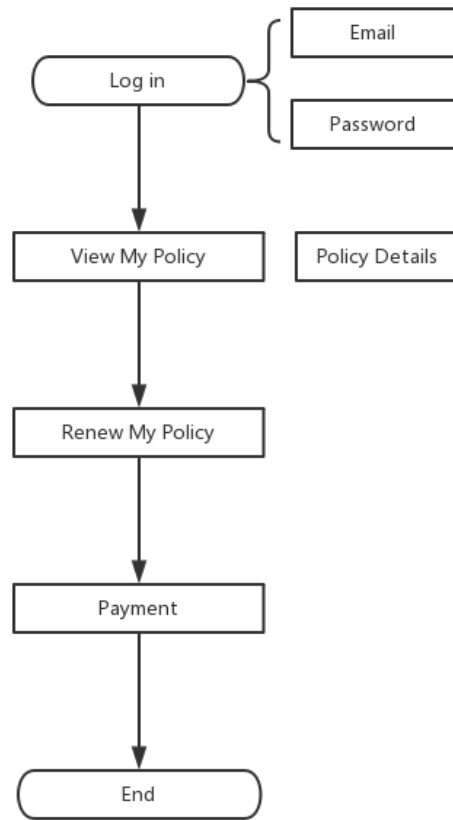 Email
Log in
Password
View My Policy
Policy Details
Renew My Policy
Payment
End